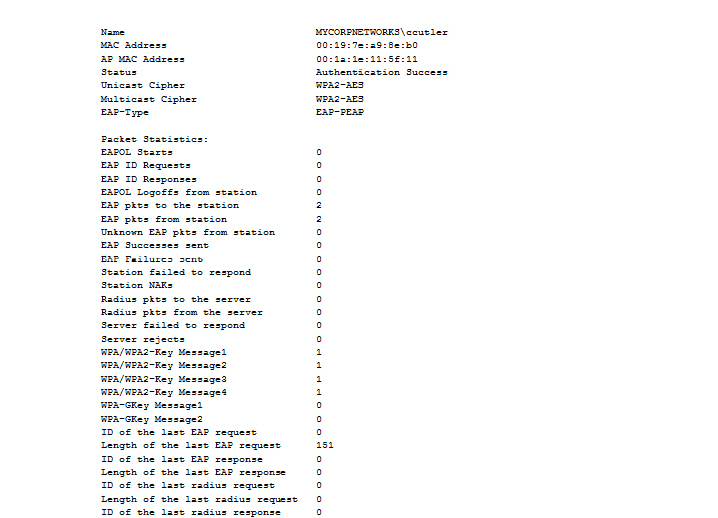 Name MYCORPNETWORKS\ccutler
MAC Address 00:19:7e:a9:8e:b0
AP MAC Address 00:1a:1e:11:5f:11
Status Authentication Success
Unicast Cipher WPA2-AES
Multicast Cipher WPA2-AES
EAP-Type EAP-PEAP
Packet Statistics:
EAPOL Starts 0
EAP ID Requests 0
EAP ID Responses 0
EAPOL Logoffs from station 0
EAP pkts to the station 2
EAP pkts from station 2
Unknown EAP pkts from station 0
EAP Successes sent 0
EAP Failures sent 0
Station failed to respond 0
Station NAKs 0
Radius pkts to the server 0
Radius pkts from the server 0
Server failed to respond 0
Server rejects 0
WPA/WPA2-Key Message1 1
WPA/WPA2-Key Message2 1
WPA/WPA2-Key Message3 1
WPA/WPA2-Key Message4 1
WPA-GKey Message1 0
WPA-GKey Message2 0
ID of the last EAP request 0
Length of the last EAP request 151
ID of the last EAP response 0
Length of the last EAP response 0
ID of the last radius request 0
Length of the last radius request 0
ID of the last radius response 0